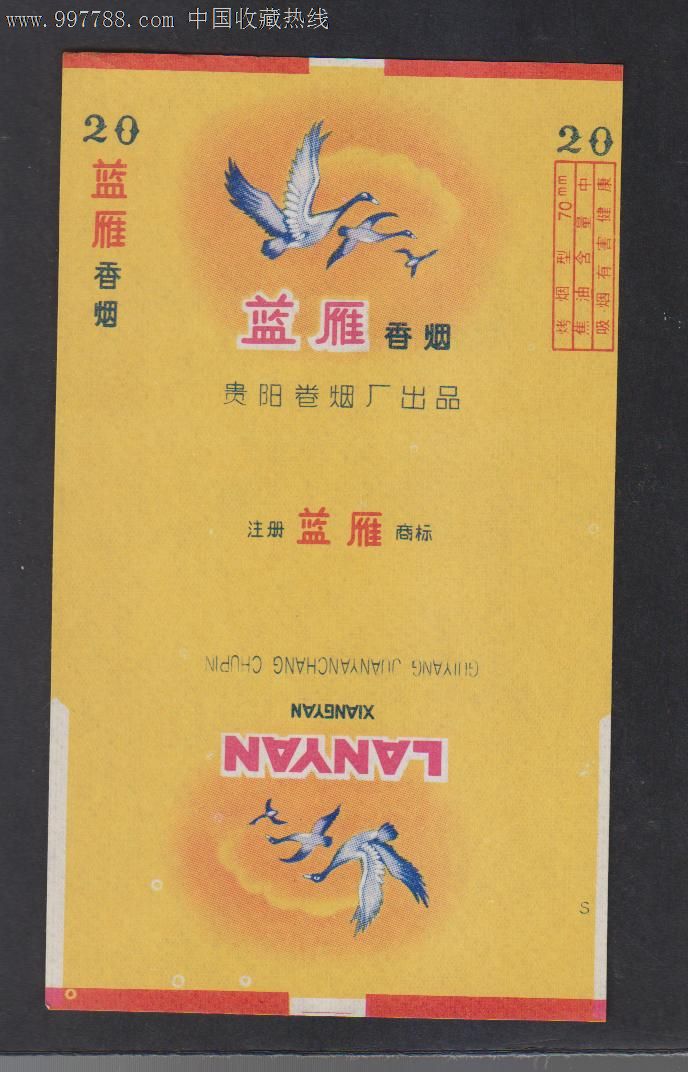 www.997788.com 中国收藏热线
20
蓝雁香烟
20
烤烟型 70mm
焦油含量中
吸烟有害健康
蓝雁香烟
贵阳卷烟厂出品
注册 蓝雁 商标
GUIYANG JUANYANCHANG CHUPIN
XIANGYAN
LANYAN
S